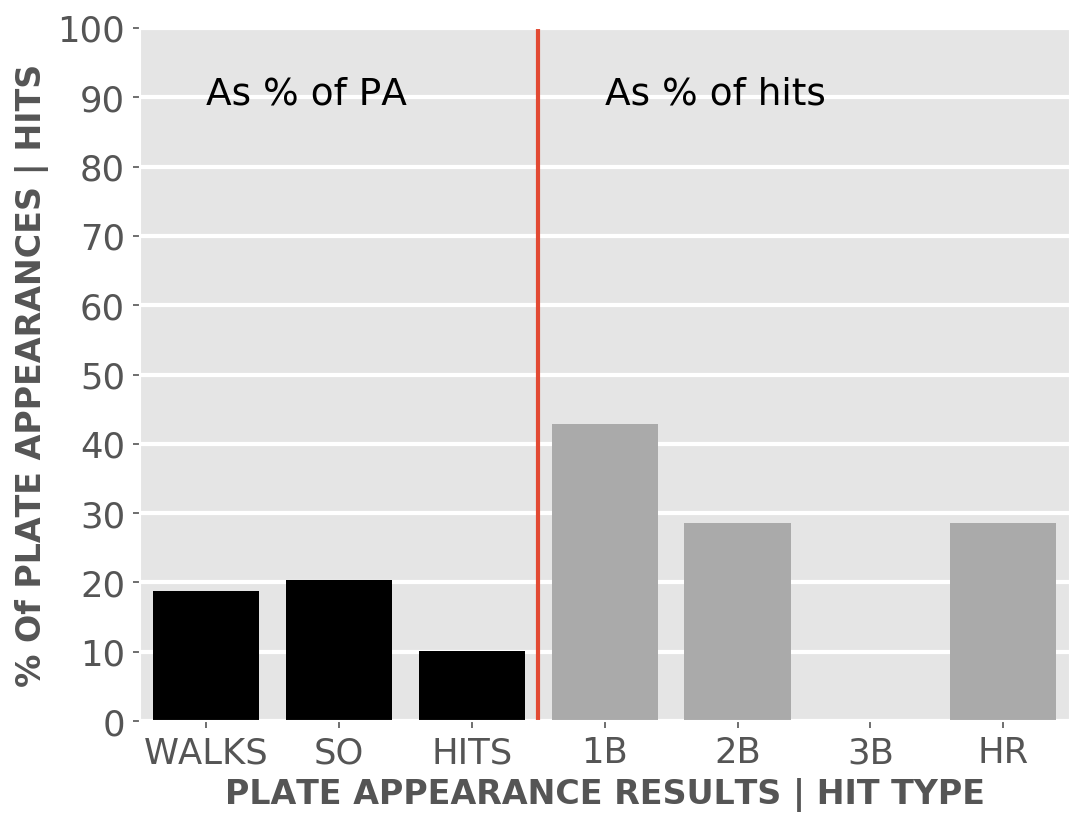 100
As % of PA
As % of hits
90
80
70
60
50
40
30
20
10
0
% Of PLATE APPEARANCES | HITS
WALKS SO HITS 1B 2B 3B HR
PLATE APPEARANCE RESULTS | HIT TYPE